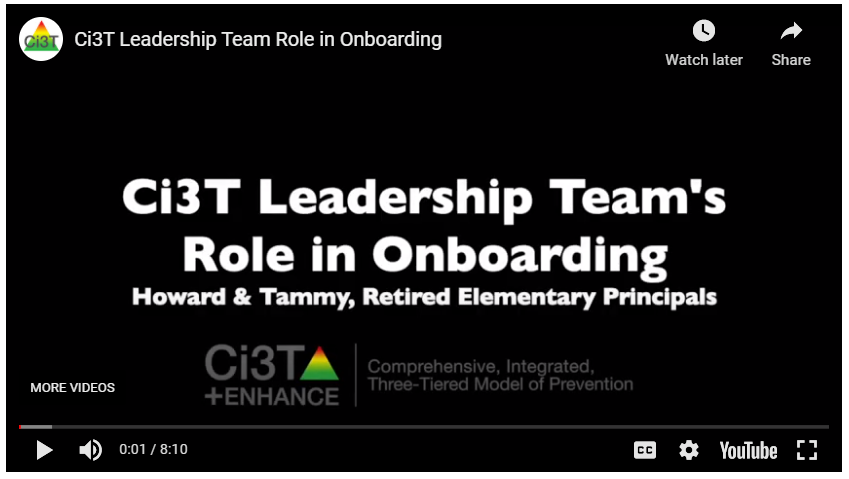 Ci3T
Ci3T Leadership Team Role in Onboarding
Watch later
Share
Ci3T Leadership Team's
Role in Onboarding
Howard & Tammy, Retired Elementary Principals
Ci3T
+ENHANCE
Comprehensive, Integrated,
Three-Tiered Model of Prevention
MORE VIDEOS
0:01 / 8:10
CC
YouTube